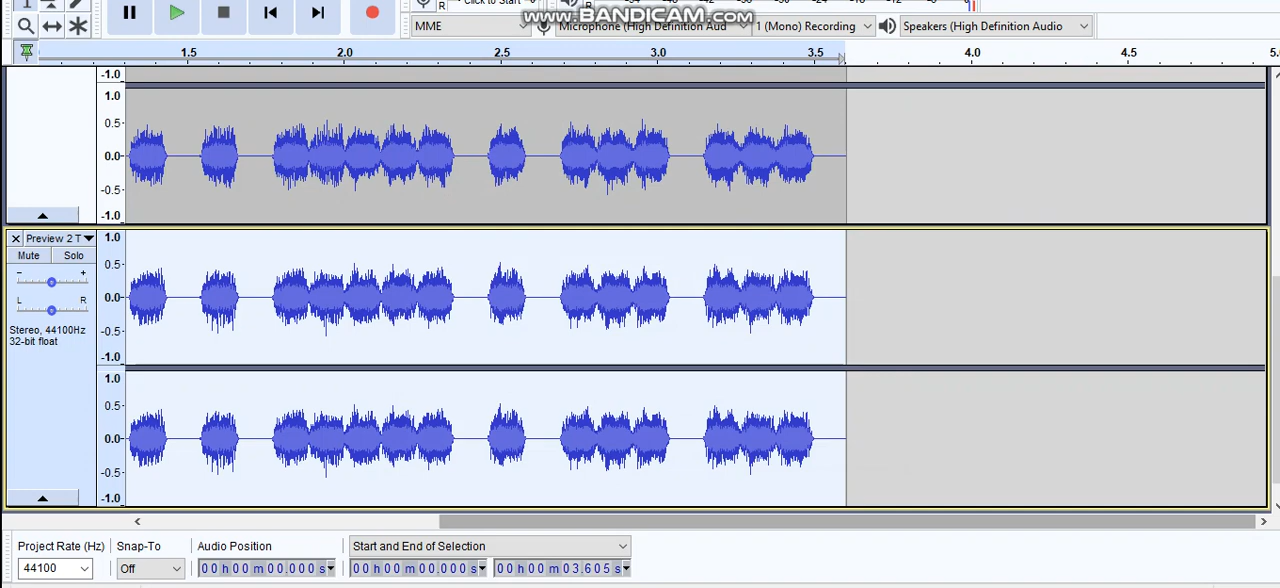 www.BANDICAM.com
R
Click to Start
R
MME
Microphone (High Definition Aud
1 (Mono) Recording
Speakers (High Definition Audio
1.5 2.0 2.5 3.0 3.5 4.0 4.5 5.0
-1.0
1.0
0.5
0.0
-0.5
-1.0
Preview 2 T
Mute Solo
- +
L R
Stereo, 44100Hz
32-bit float
1.0
0.5
0.0
-0.5
-1.0
1.0
0.5
0.0
-0.5
-1.0
Project Rate (Hz) Snap-To Audio Position Start and End of Selection
44100 Off 00 h 00 m 00.000 s 00 h 00 m 00.000 s 00 h 00 m 03.605 s